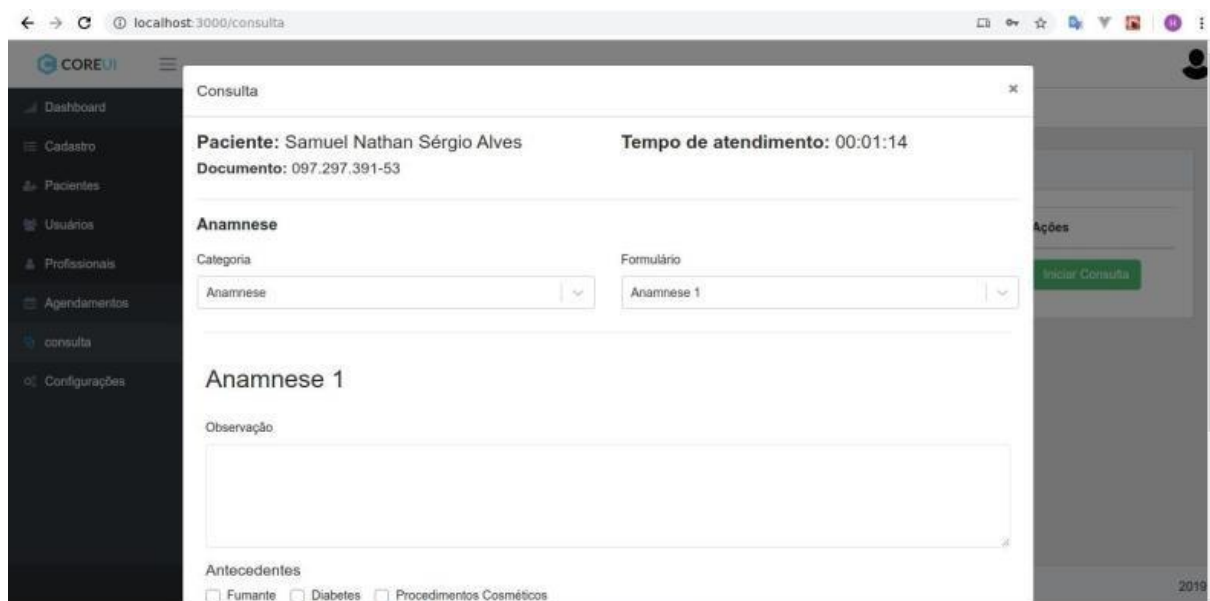 localhost:3000/consulta
H
COREUI
Consulta
×
Dashboard
Cadastro
Pacientes
Usuários
Profissionais
Agendamentos
consulta
Configurações
Paciente: Samuel Nathan Sérgio Alves
Tempo de atendimento: 00:01:14
Documento: 097.297.391-53
Anamnese
Categoria
Formulário
Anamnese
Anamnese 1
Ações
Iniciar Consulta
Anamnese 1
Observação
Antecedentes
Fumante Diabetes Procedimentos Cosméticos
2019